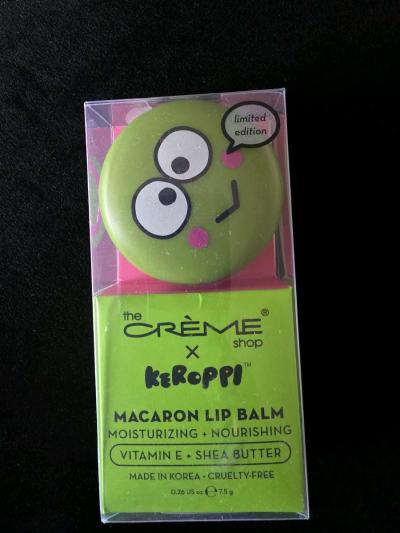 limited
edition
the
CRÈME®
shop
x
KEROPPI™
MACARON LIP BALM
MOISTURIZING + NOURISHING
VITAMIN E + SHEA BUTTER
MADE IN KOREA • CRUELTY-FREE
0.26 US oz ℮ 7.5 g